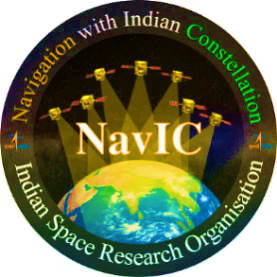 Navigation with Indian Constellation
NavIC
Indian Space Research Organisation